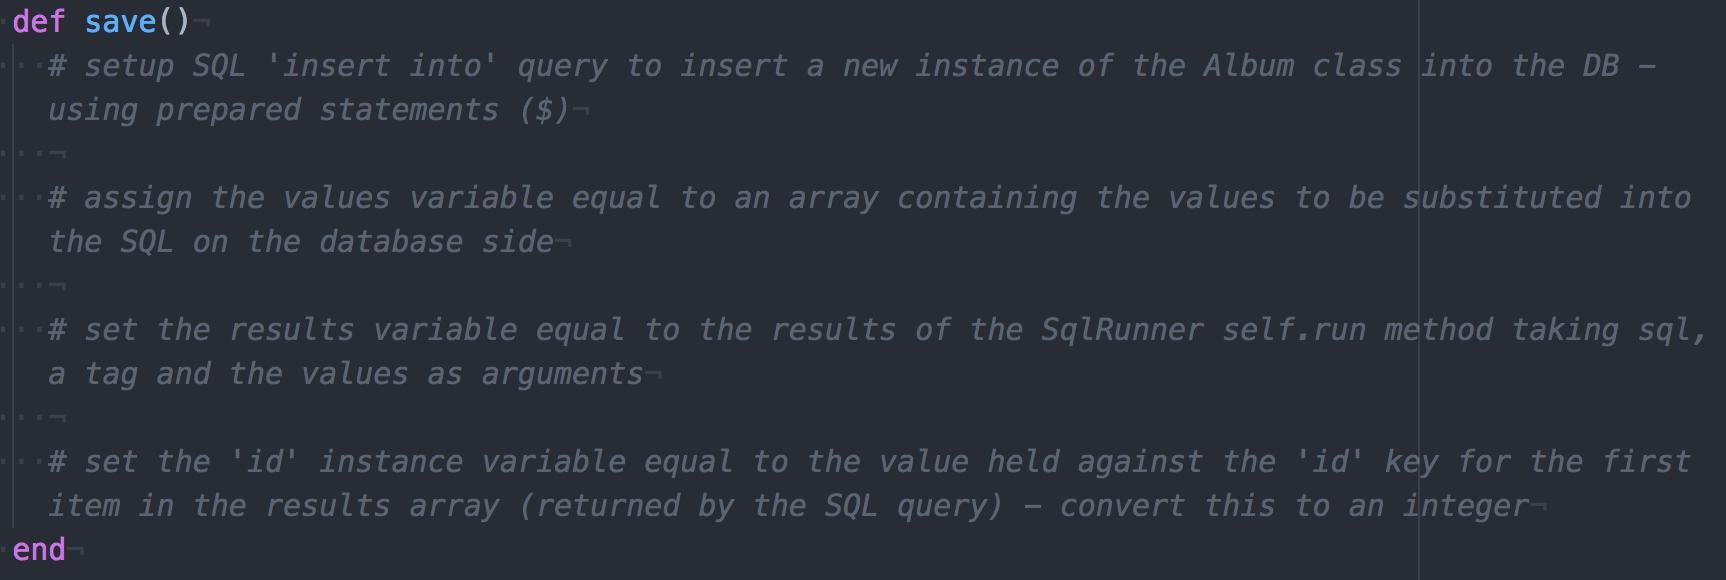 def save()
# setup SQL 'insert into' query to insert a new instance of the Album class into the DB –
using prepared statements ($)
# assign the values variable equal to an array containing the values to be substituted into
the SQL on the database side
# set the results variable equal to the results of the SqlRunner self.run method taking sql,
a tag and the values as arguments
# set the 'id' instance variable equal to the value held against the 'id' key for the first
item in the results array (returned by the SQL query) – convert this to an integer
end